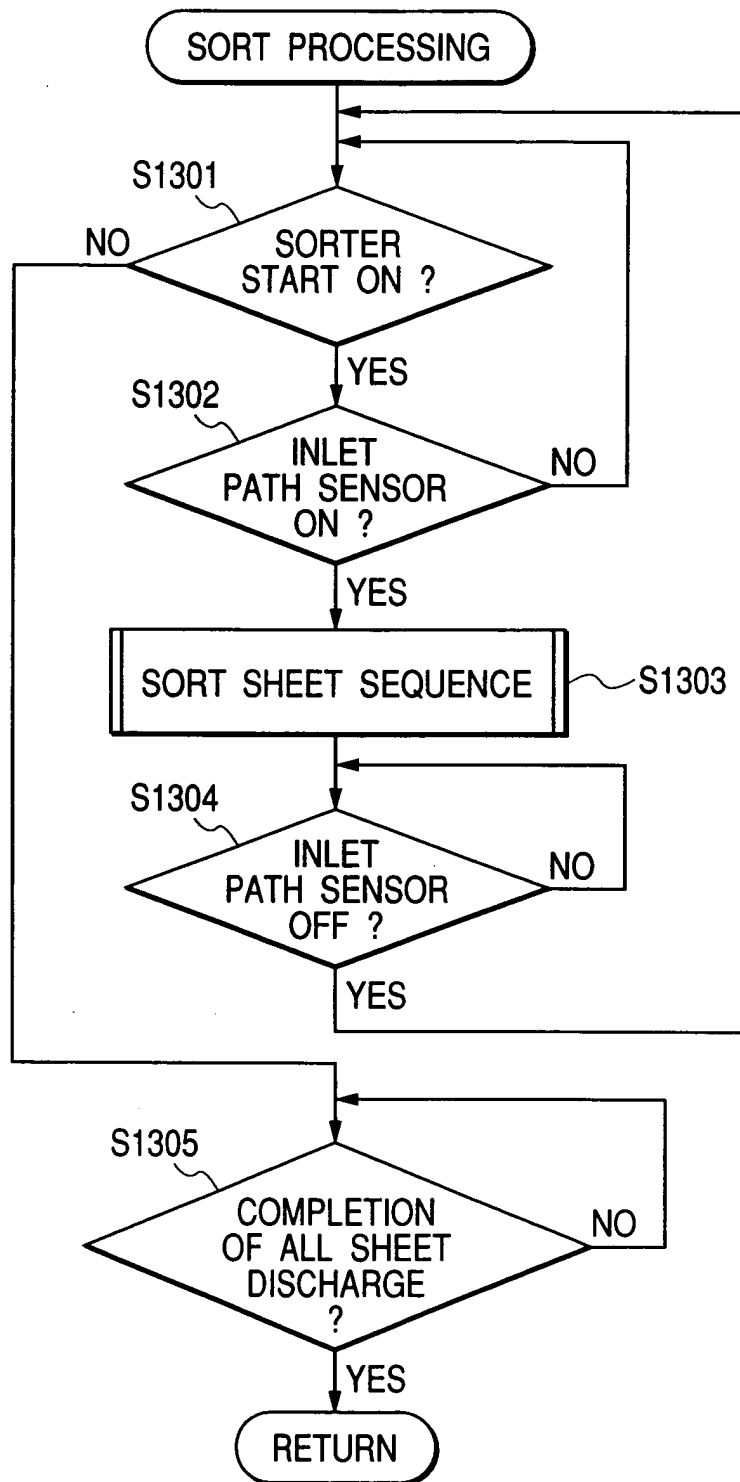 SORT PROCESSING
S1301
NO
SORTER
START ON ?
YES
S1302
INLET
PATH SENSOR
ON ?
NO
YES
SORT SHEET SEQUENCE
S1303
S1304
INLET
PATH SENSOR
OFF ?
NO
YES
S1305
COMPLETION
OF ALL SHEET
DISCHARGE
?
NO
YES
RETURN